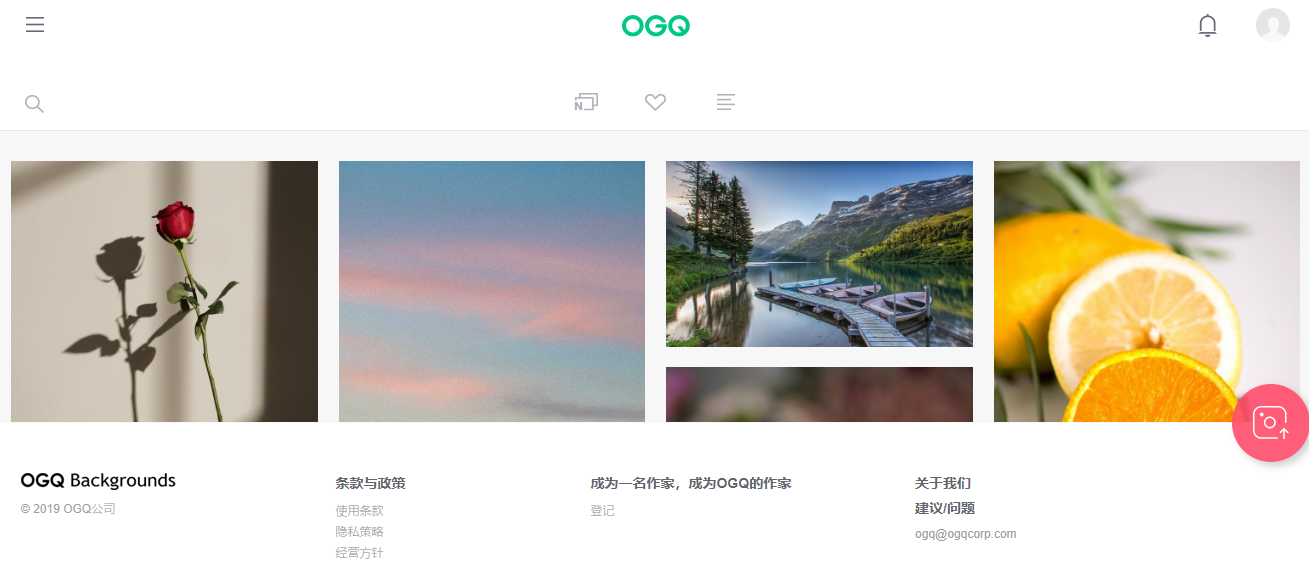 OGQ
N
OGQ Backgrounds
© 2019 OGQ公司
条款与政策
使用条款
隐私策略
经营方针
成为一名作家，成为OGQ的作家
登记
关于我们
建议/问题
ogq@ogqcorp.com